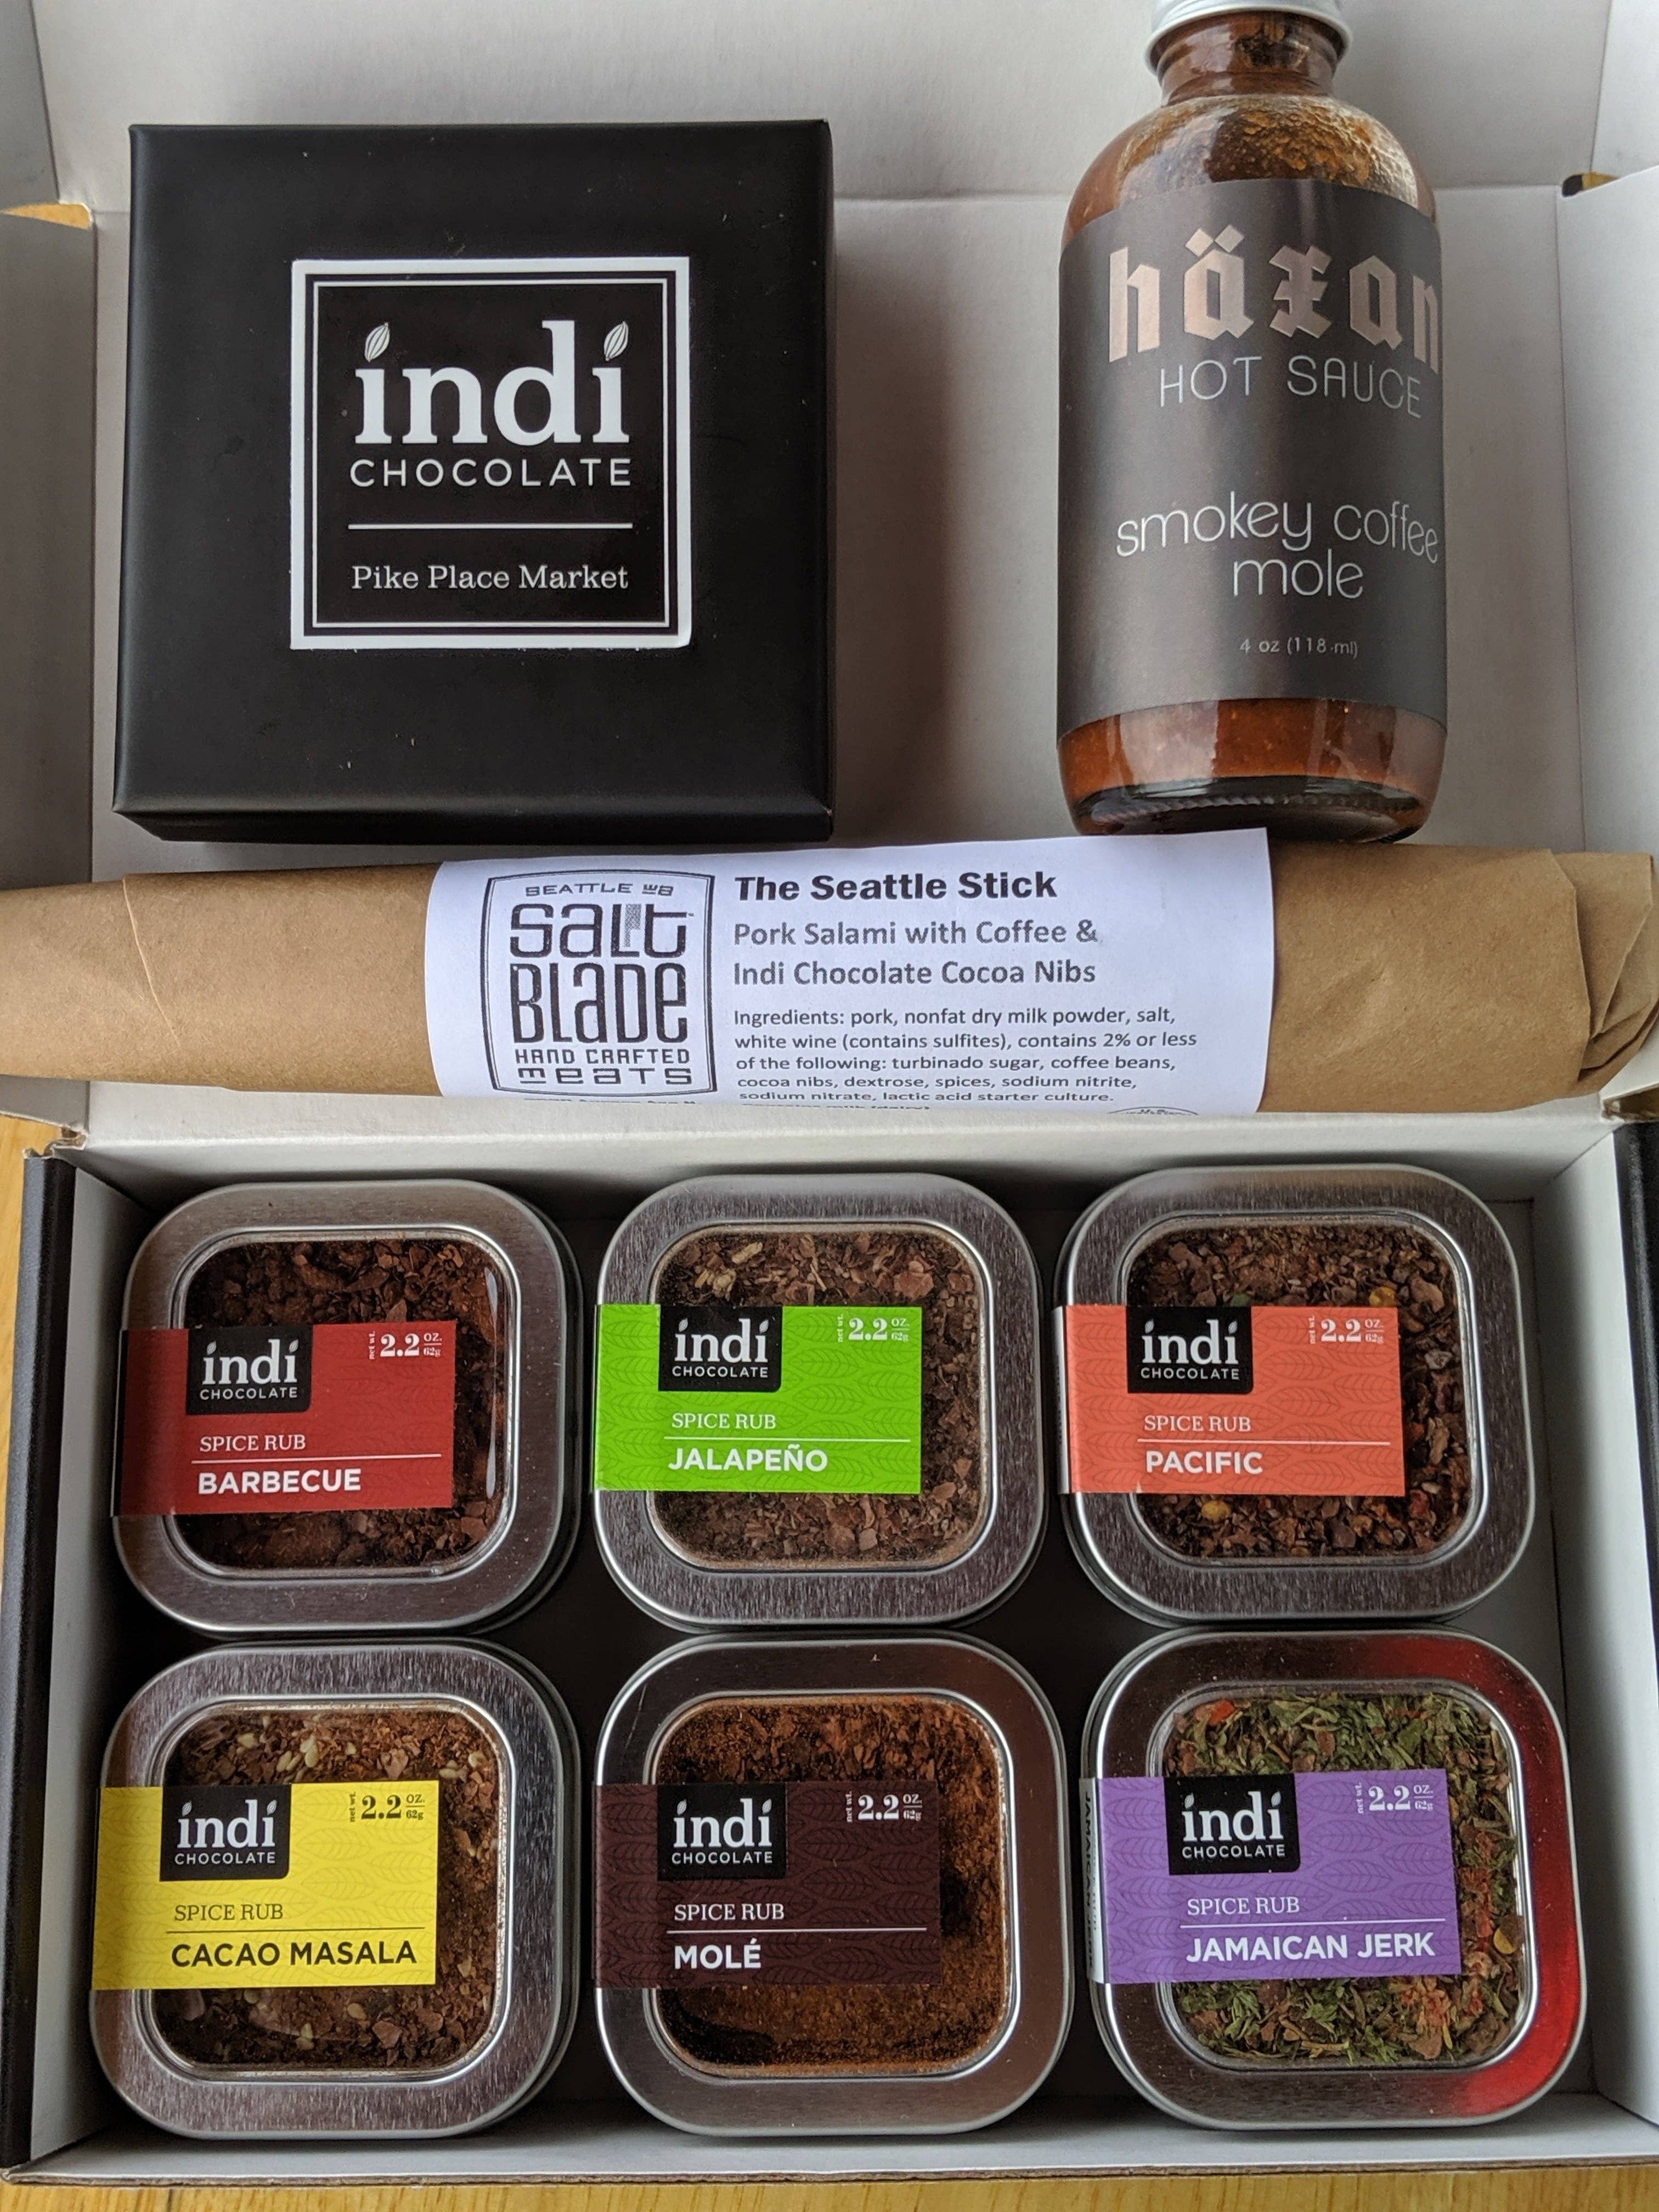 indi
CHOCOLATE
Pike Place Market
häxan
HOT SAUCE
smokey coffee
mole
4 oz (118 ml)
SEATTLE WA
salt
BLADE
HAND CRAFTED
MEATS
The Seattle Stick
Pork Salami with Coffee &
Indi Chocolate Cocoa Nibs
Ingredients: pork, nonfat dry milk powder, salt,
white wine (contains sulfites), contains 2% or less
of the following: turbinado sugar, coffee beans,
cocoa nibs, dextrose, spices, sodium nitrite,
sodium nitrate, lactic acid starter culture.
indi
CHOCOLATE
net wt. 2.2 OZ. 62g
SPICE RUB
BARBECUE
indi
CHOCOLATE
net wt. 2.2 OZ. 62g
SPICE RUB
JALAPEÑO
indi
CHOCOLATE
net wt. 2.2 OZ. 62g
SPICE RUB
PACIFIC
indi
CHOCOLATE
net wt. 2.2 OZ. 62g
SPICE RUB
CACAO MASALA
indi
CHOCOLATE
net wt. 2.2 OZ. 62g
SPICE RUB
MOLÉ
indi
CHOCOLATE
net wt. 2.2 OZ. 62g
SPICE RUB
JAMAICAN JERK